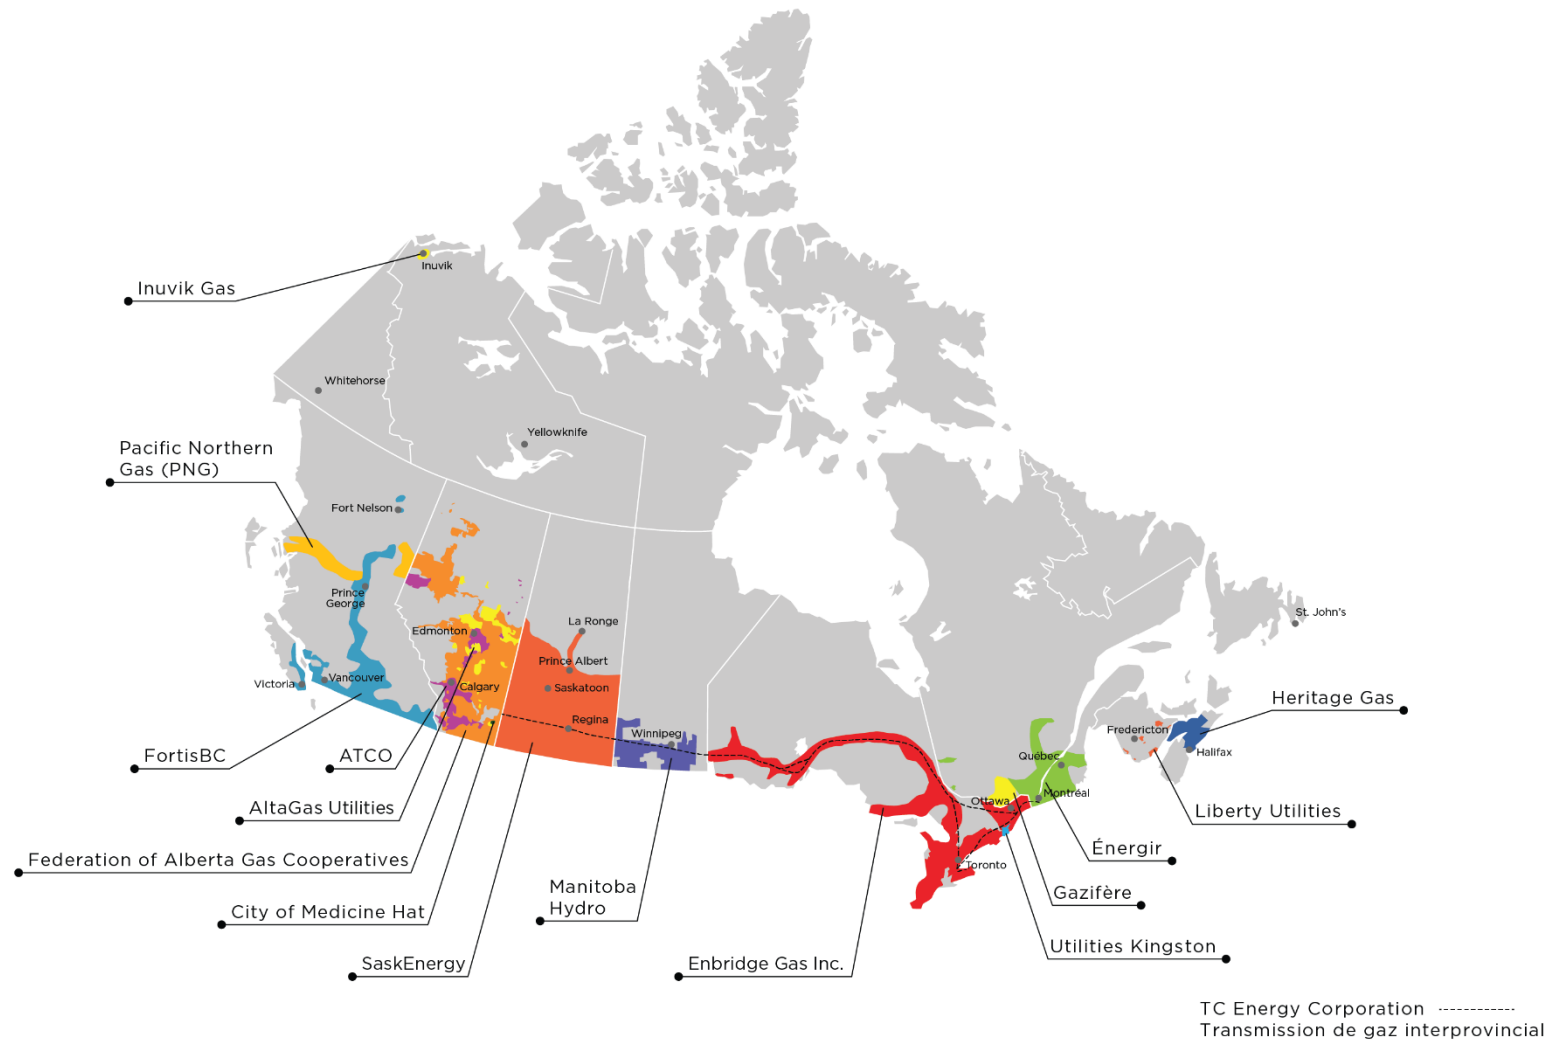 Inuvik
Inuvik Gas
Whitehorse
Yellowknife
Pacific Northern
Gas (PNG)
Fort Nelson
Prince
George
St. John's
La Ronge
Edmonton
Prince Albert
Victoria
Vancouver
Calgary
Saskatoon
Heritage Gas
Regina
Winnipeg
Fredericton
Halifax
FortisBC
ATCO
Québec
Montréal
Ottawa
AltaGas Utilities
Liberty Utilities
Énergir
Federation of Alberta Gas Cooperatives
Toronto
Manitoba
Hydro
Gazifère
City of Medicine Hat
Utilities Kingston
SaskEnergy
Enbridge Gas Inc.
TC Energy Corporation
Transmission de gaz interprovincial